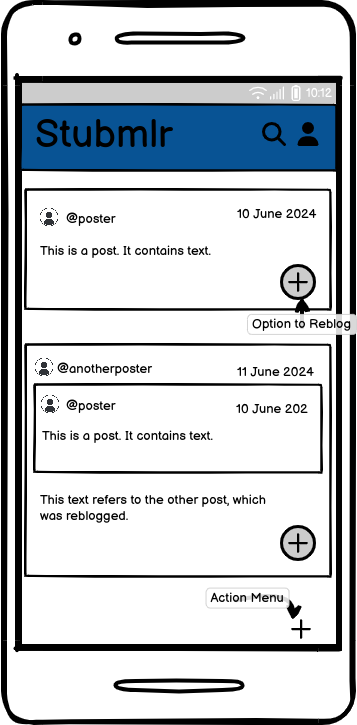 10:12
Stubmlr
@poster 10 June 2024
This is a post. It contains text.
Option to Reblog
@anotherposter 11 June 2024
@poster 10 June 202
This is a post. It contains text.
This text refers to the other post, which
was reblogged.
Action Menu